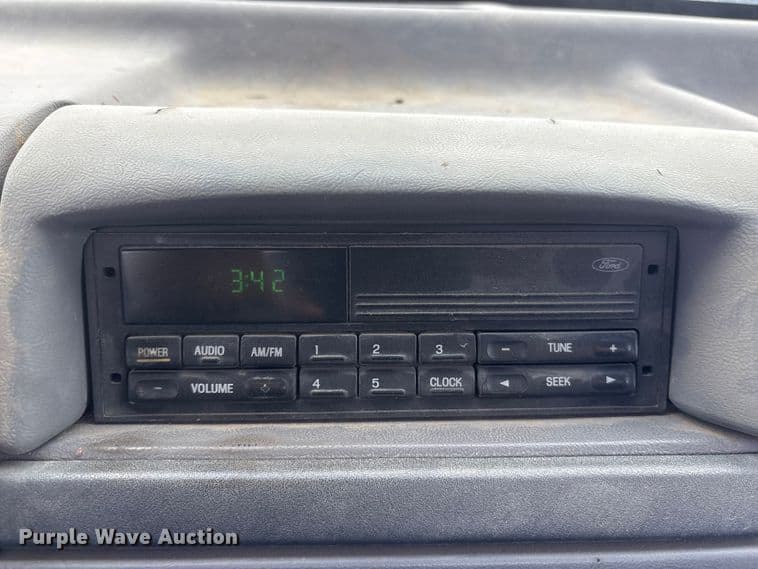 3:42
Ford
POWER AUDIO AM/FM 1 2 3 - TUNE +
- VOLUME 4 5 CLOCK ◄ SEEK ►
Purple Wave Auction